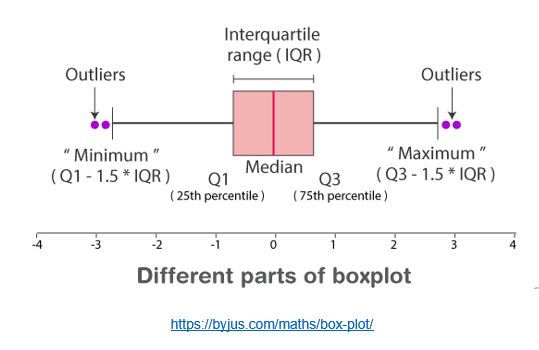 Interquartile
range ( IQR )
Outliers
Outliers
“ Minimum ”
( Q1 - 1.5 * IQR )
“ Maximum ”
( Q3 - 1.5 * IQR )
Median
Q1
( 25th percentile )
Q3
( 75th percentile )
-4 -3 -2 -1 0 1 2 3 4
Different parts of boxplot
https://byjus.com/maths/box-plot/